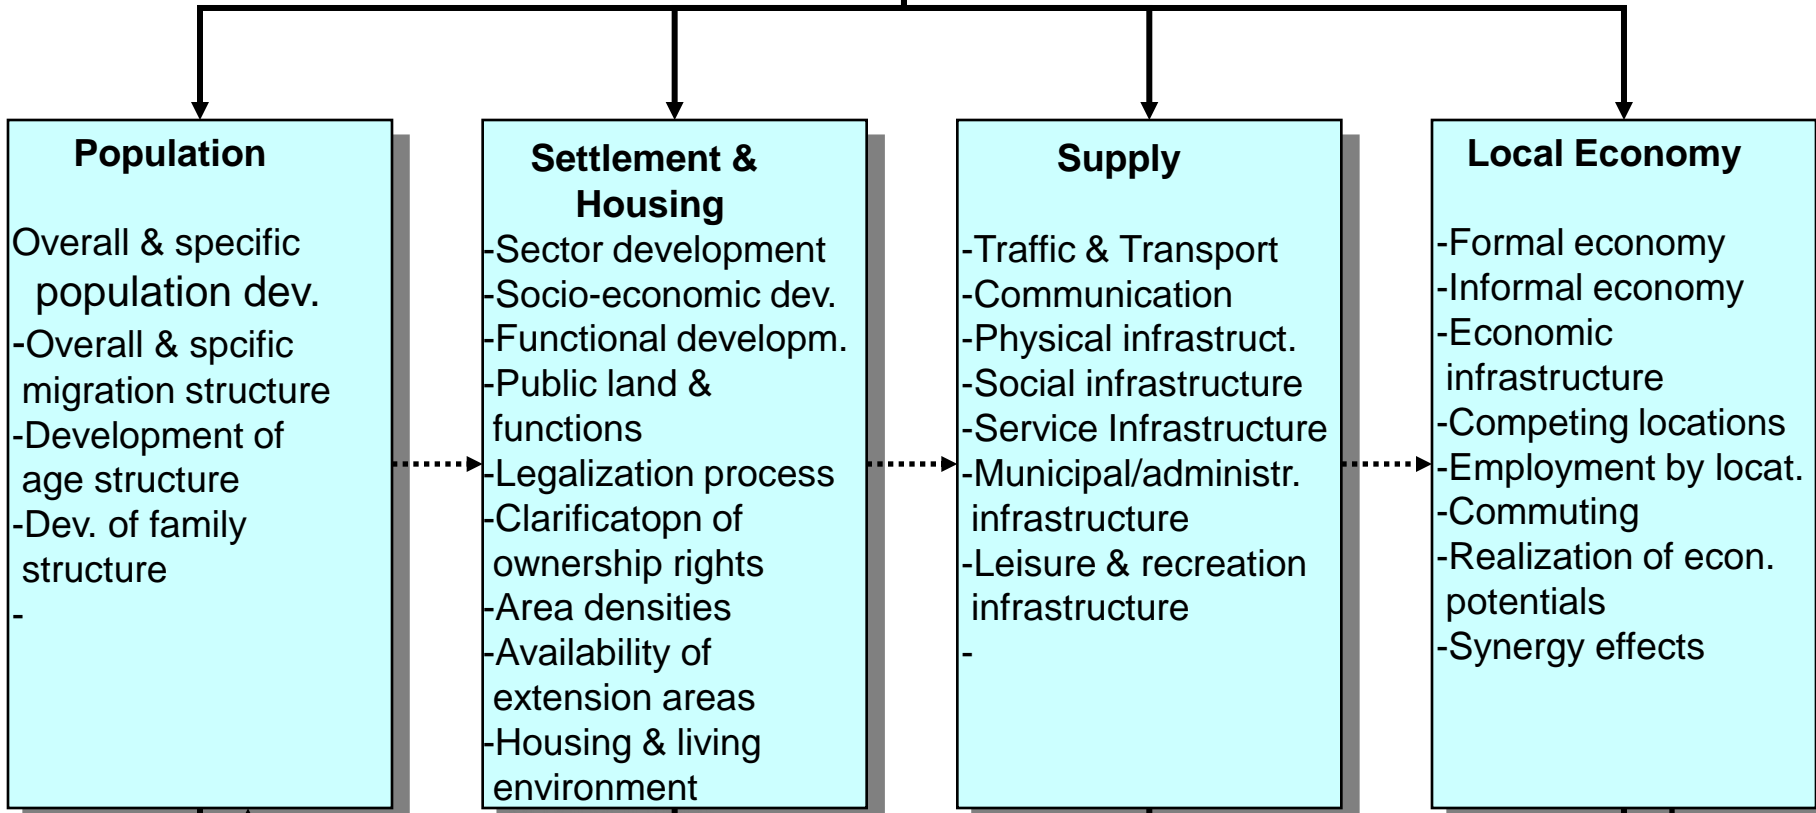 Population
Overall & specific
population dev.
-Overall & spcific
migration structure
-Development of
age structure
-Dev. of family
structure
-
Settlement &
Housing
-Sector development
-Socio-economic dev.
-Functional developm.
-Public land &
functions
-Legalization process
-Clarificatopn of
ownership rights
-Area densities
-Availability of
extension areas
-Housing & living
environment
Supply
-Traffic & Transport
-Communication
-Physical infrastruct.
-Social infrastructure
-Service Infrastructure
-Municipal/administr.
infrastructure
-Leisure & recreation
infrastructure
-
Local Economy
-Formal economy
-Informal economy
-Economic
infrastructure
-Competing locations
-Employment by locat.
-Commuting
-Realization of econ.
potentials
-Synergy effects